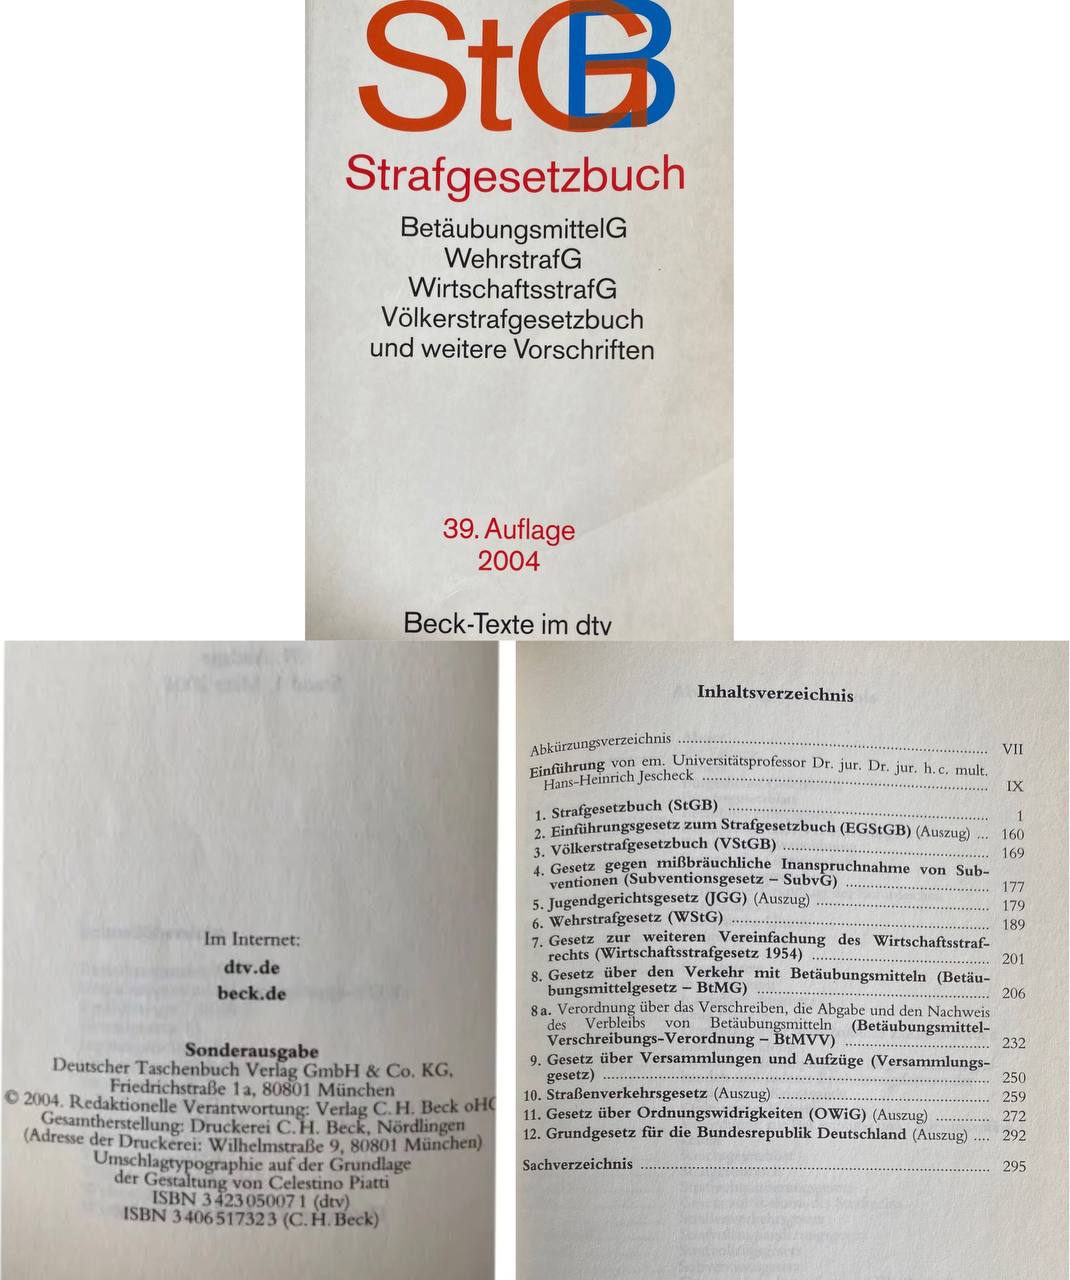 StGB
Strafgesetzbuch
BetäubungsmittelG
WehrstrafG
WirtschaftsstrafG
Völkerstrafgesetzbuch
und weitere Vorschriften
39. Auflage
2004
Beck-Texte im dtv
Im Internet:
dtv.de
beck.de
Sonderausgabe
Deutscher Taschenbuch Verlag GmbH & Co. KG,
Friedrichstraße 1a, 80801 München
© 2004. Redaktionelle Verantwortung: Verlag C. H. Beck oHG
Gesamtherstellung: Druckerei C. H. Beck, Nördlingen
(Adresse der Druckerei: Wilhelmstraße 9, 80801 München)
Umschlagtypographie auf der Grundlage
der Gestaltung von Celestino Piatti
ISBN 3 423 05007 1 (dtv)
ISBN 3 406 51732 3 (C. H. Beck)
Inhaltsverzeichnis
Abkürzungsverzeichnis ........ VII
Einführung von em. Universitätsprofessor Dr. jur. Dr. jur. h. c. mult.
Hans-Heinrich Jescheck ........ IX
1. Strafgesetzbuch (StGB) ........ 1
2. Einführungsgesetz zum Strafgesetzbuch (EGStGB) (Auszug) ... 160
3. Völkerstrafgesetzbuch (VStGB) ........ 169
4. Gesetz gegen mißbräuchliche Inanspruchnahme von Sub-
ventionen (Subventionsgesetz – SubvG) ........ 177
5. Jugendgerichtsgesetz (JGG) (Auszug) ........ 179
6. Wehrstrafgesetz (WStG) ........ 189
7. Gesetz zur weiteren Vereinfachung des Wirtschaftsstraf-
rechts (Wirtschaftsstrafgesetz 1954) ........ 201
8. Gesetz über den Verkehr mit Betäubungsmitteln (Betäu-
bungsmittelgesetz – BtMG) ........ 206
8 a. Verordnung über das Verschreiben, die Abgabe und den Nachweis
des Verbleibs von Betäubungsmitteln (Betäubungsmittel-
Verschreibungs-Verordnung – BtMVV) ........ 232
9. Gesetz über Versammlungen und Aufzüge (Versammlungs-
gesetz) ........ 250
10. Straßenverkehrsgesetz (Auszug) ........ 259
11. Gesetz über Ordnungswidrigkeiten (OWiG) (Auszug) ........ 272
12. Grundgesetz für die Bundesrepublik Deutschland (Auszug) .... 292
Sachverzeichnis ........ 295